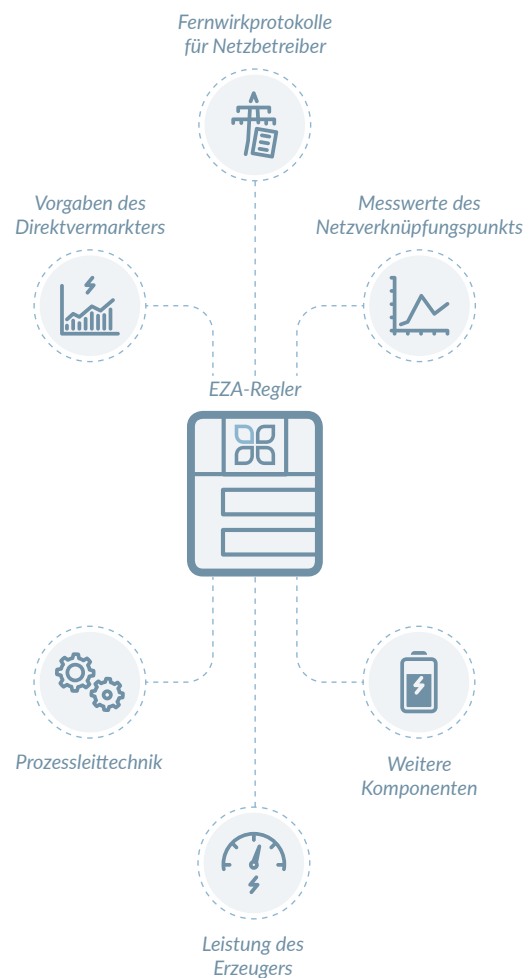 Fernwirkprotokolle
für Netzbetreiber
Vorgaben des
Direktvermarkters
Messwerte des
Netzverknüpfungspunkts
EZA-Regler
Prozessleittechnik
Weitere
Komponenten
Leistung des
Erzeugers